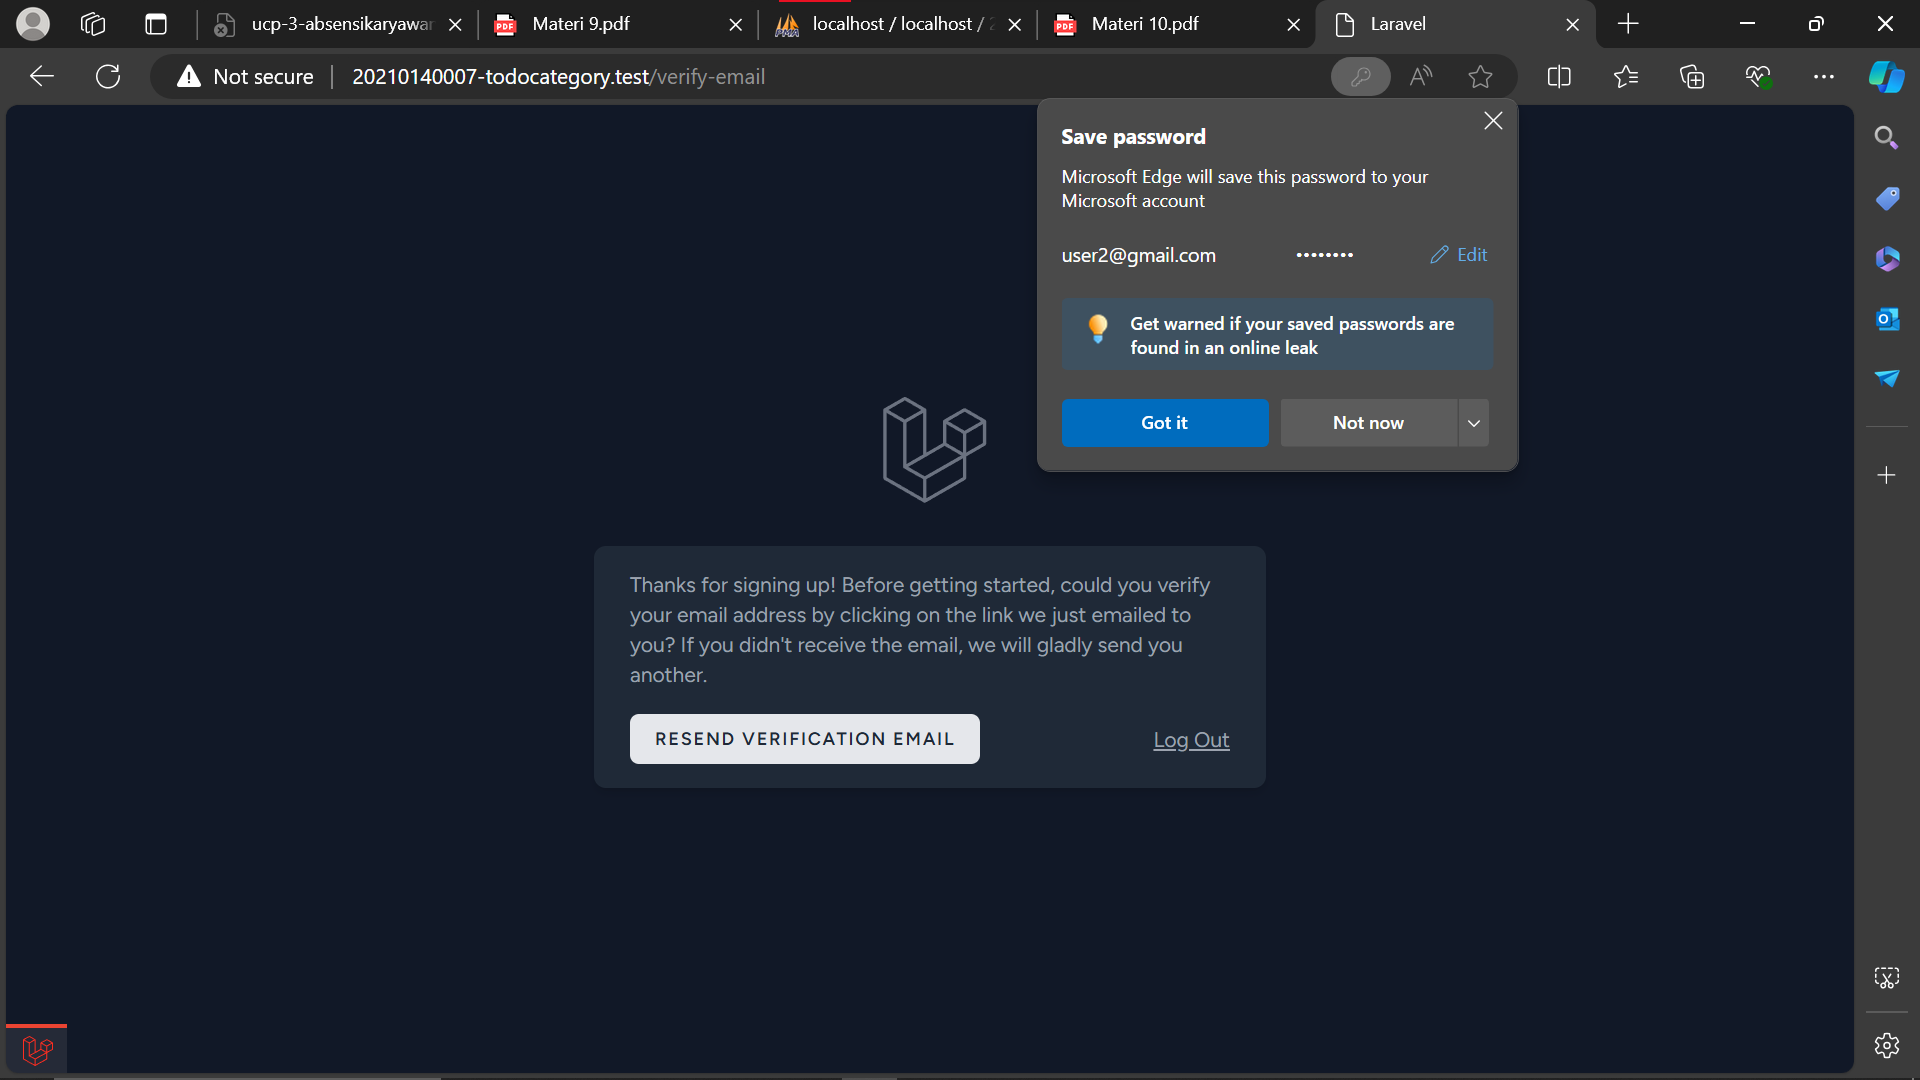 ucp-3-absensikaryawar
Materi 9.pdf
localhost / localhost / 2
Materi 10.pdf
Laravel
Not secure
20210140007-todocategory.test/verify-email
Save password
Microsoft Edge will save this password to your
Microsoft account
user2@gmail.com
••••••••
Edit
Get warned if your saved passwords are
found in an online leak
Got it
Not now
Thanks for signing up! Before getting started, could you verify
your email address by clicking on the link we just emailed to
you? If you didn't receive the email, we will gladly send you
another.
RESEND VERIFICATION EMAIL
Log Out